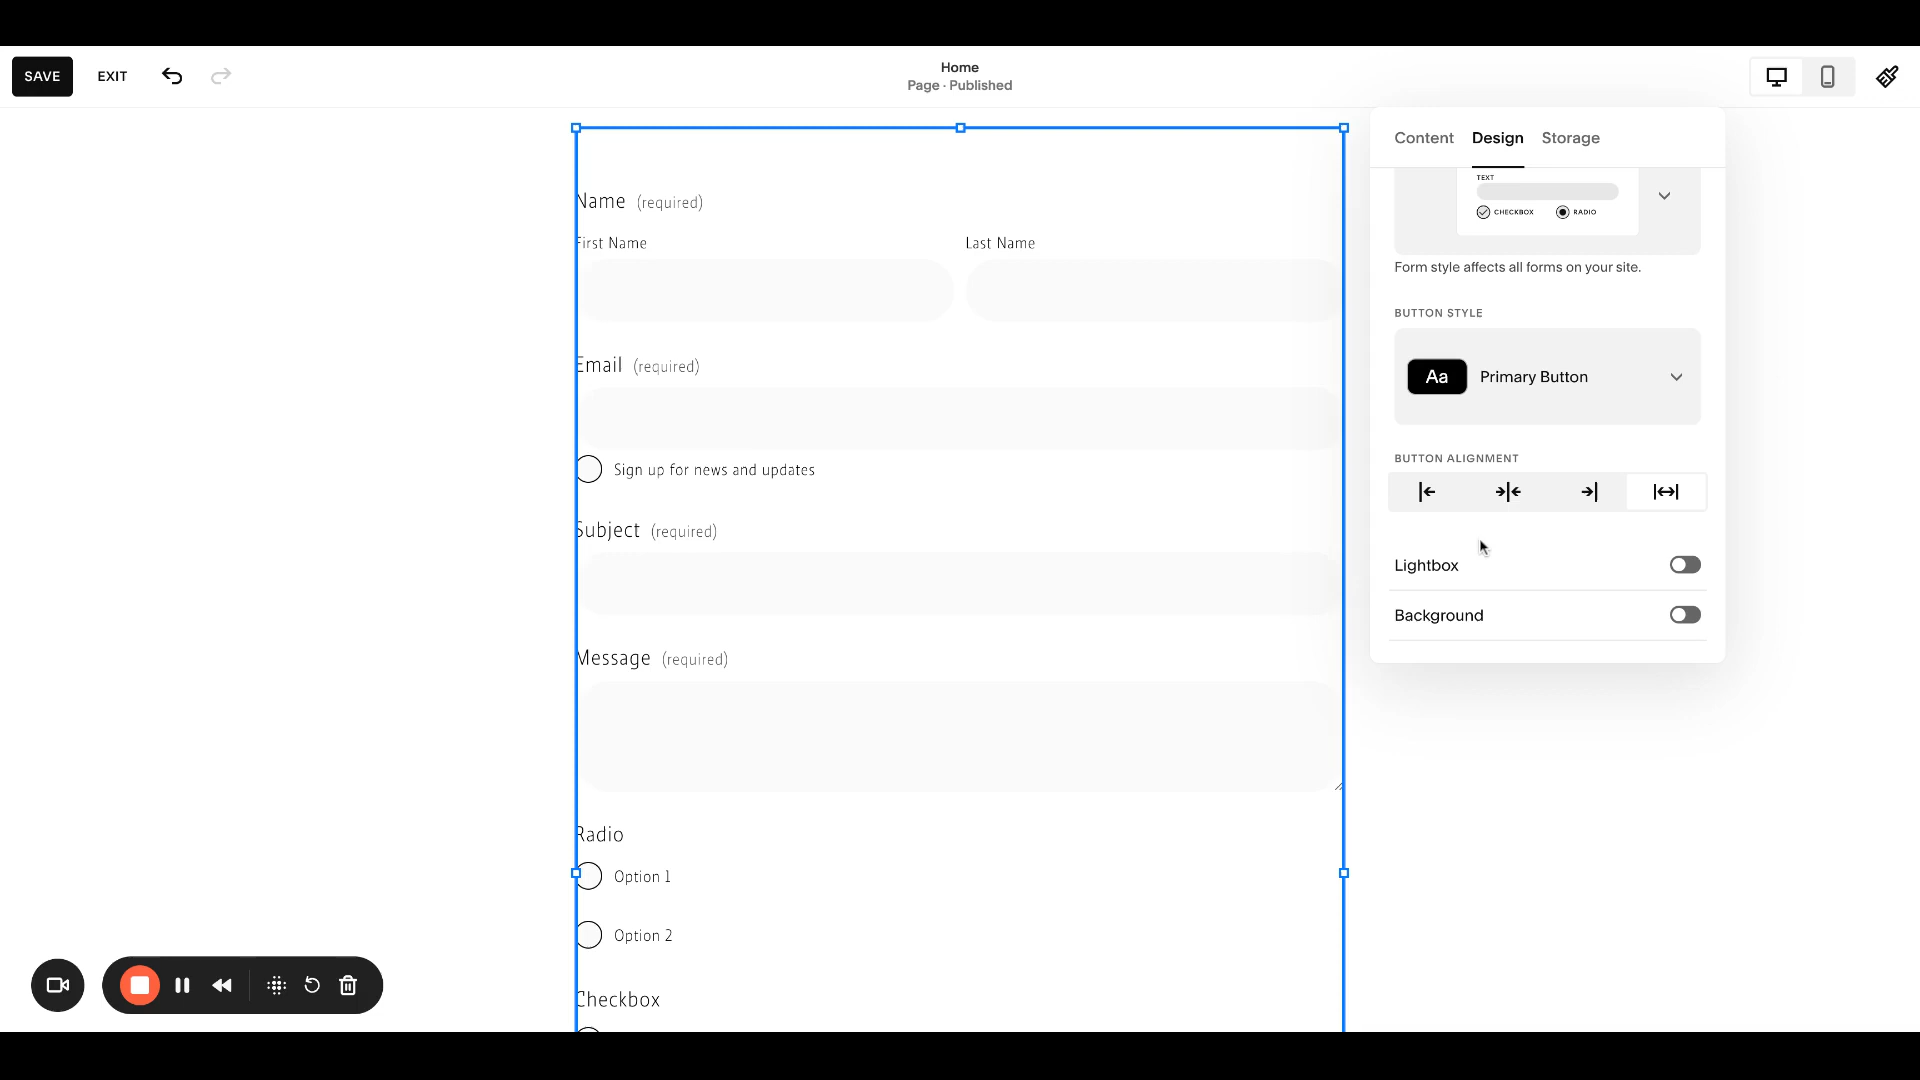 SAVE
EXIT
Home
Page · Published
Content
Design
Storage
TEXT
CHECKBOX
RADIO
Form style affects all forms on your site.
BUTTON STYLE
Aa
Primary Button
BUTTON ALIGNMENT
Lightbox
Background
Name (required)
First Name
Last Name
Email (required)
Sign up for news and updates
Subject (required)
Message (required)
Radio
Option 1
Option 2
Checkbox